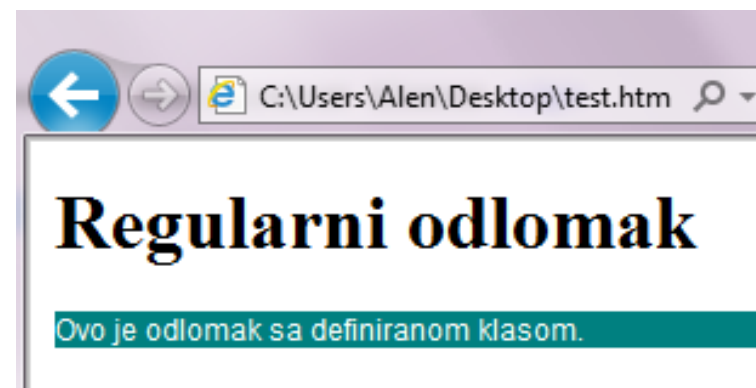 C:\Users\Alen\Desktop\test.htm
Regularni odlomak
Ovo je odlomak sa definiranom klasom.